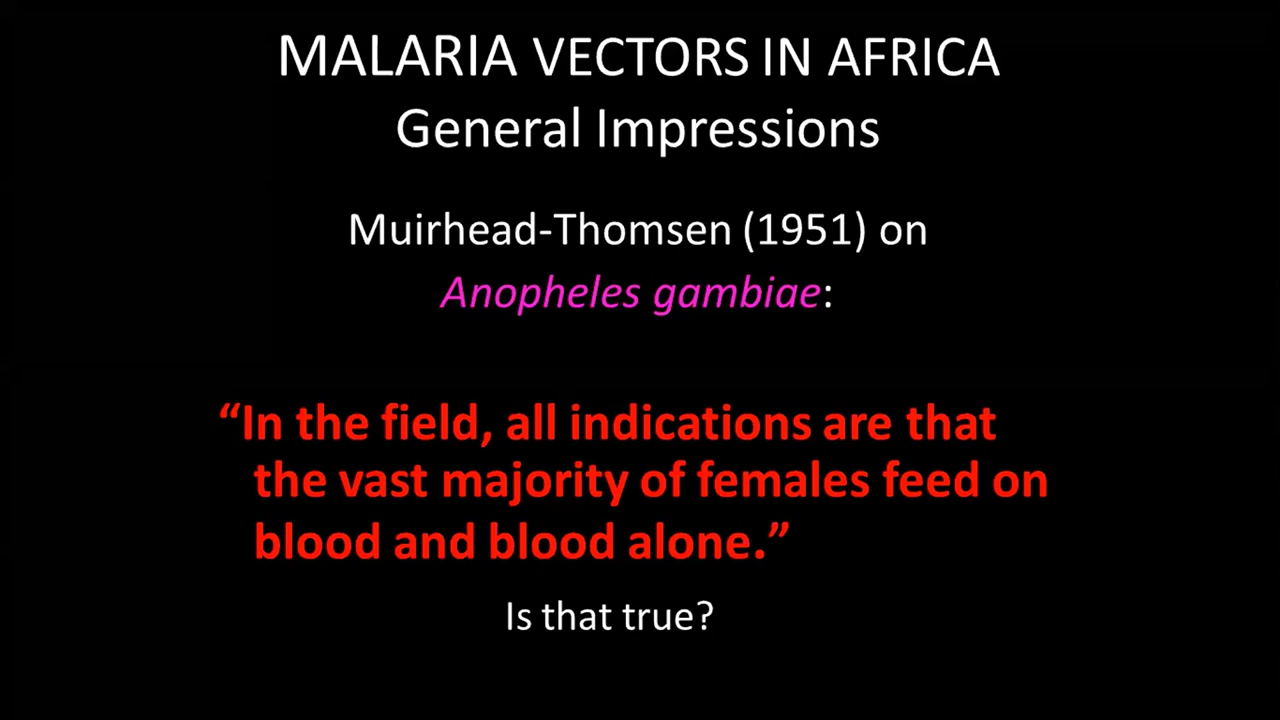 MALARIA VECTORS IN AFRICA
General Impressions
Muirhead-Thomsen (1951) on
Anopheles gambiae:
“In the field, all indications are that
the vast majority of females feed on
blood and blood alone.”
Is that true?